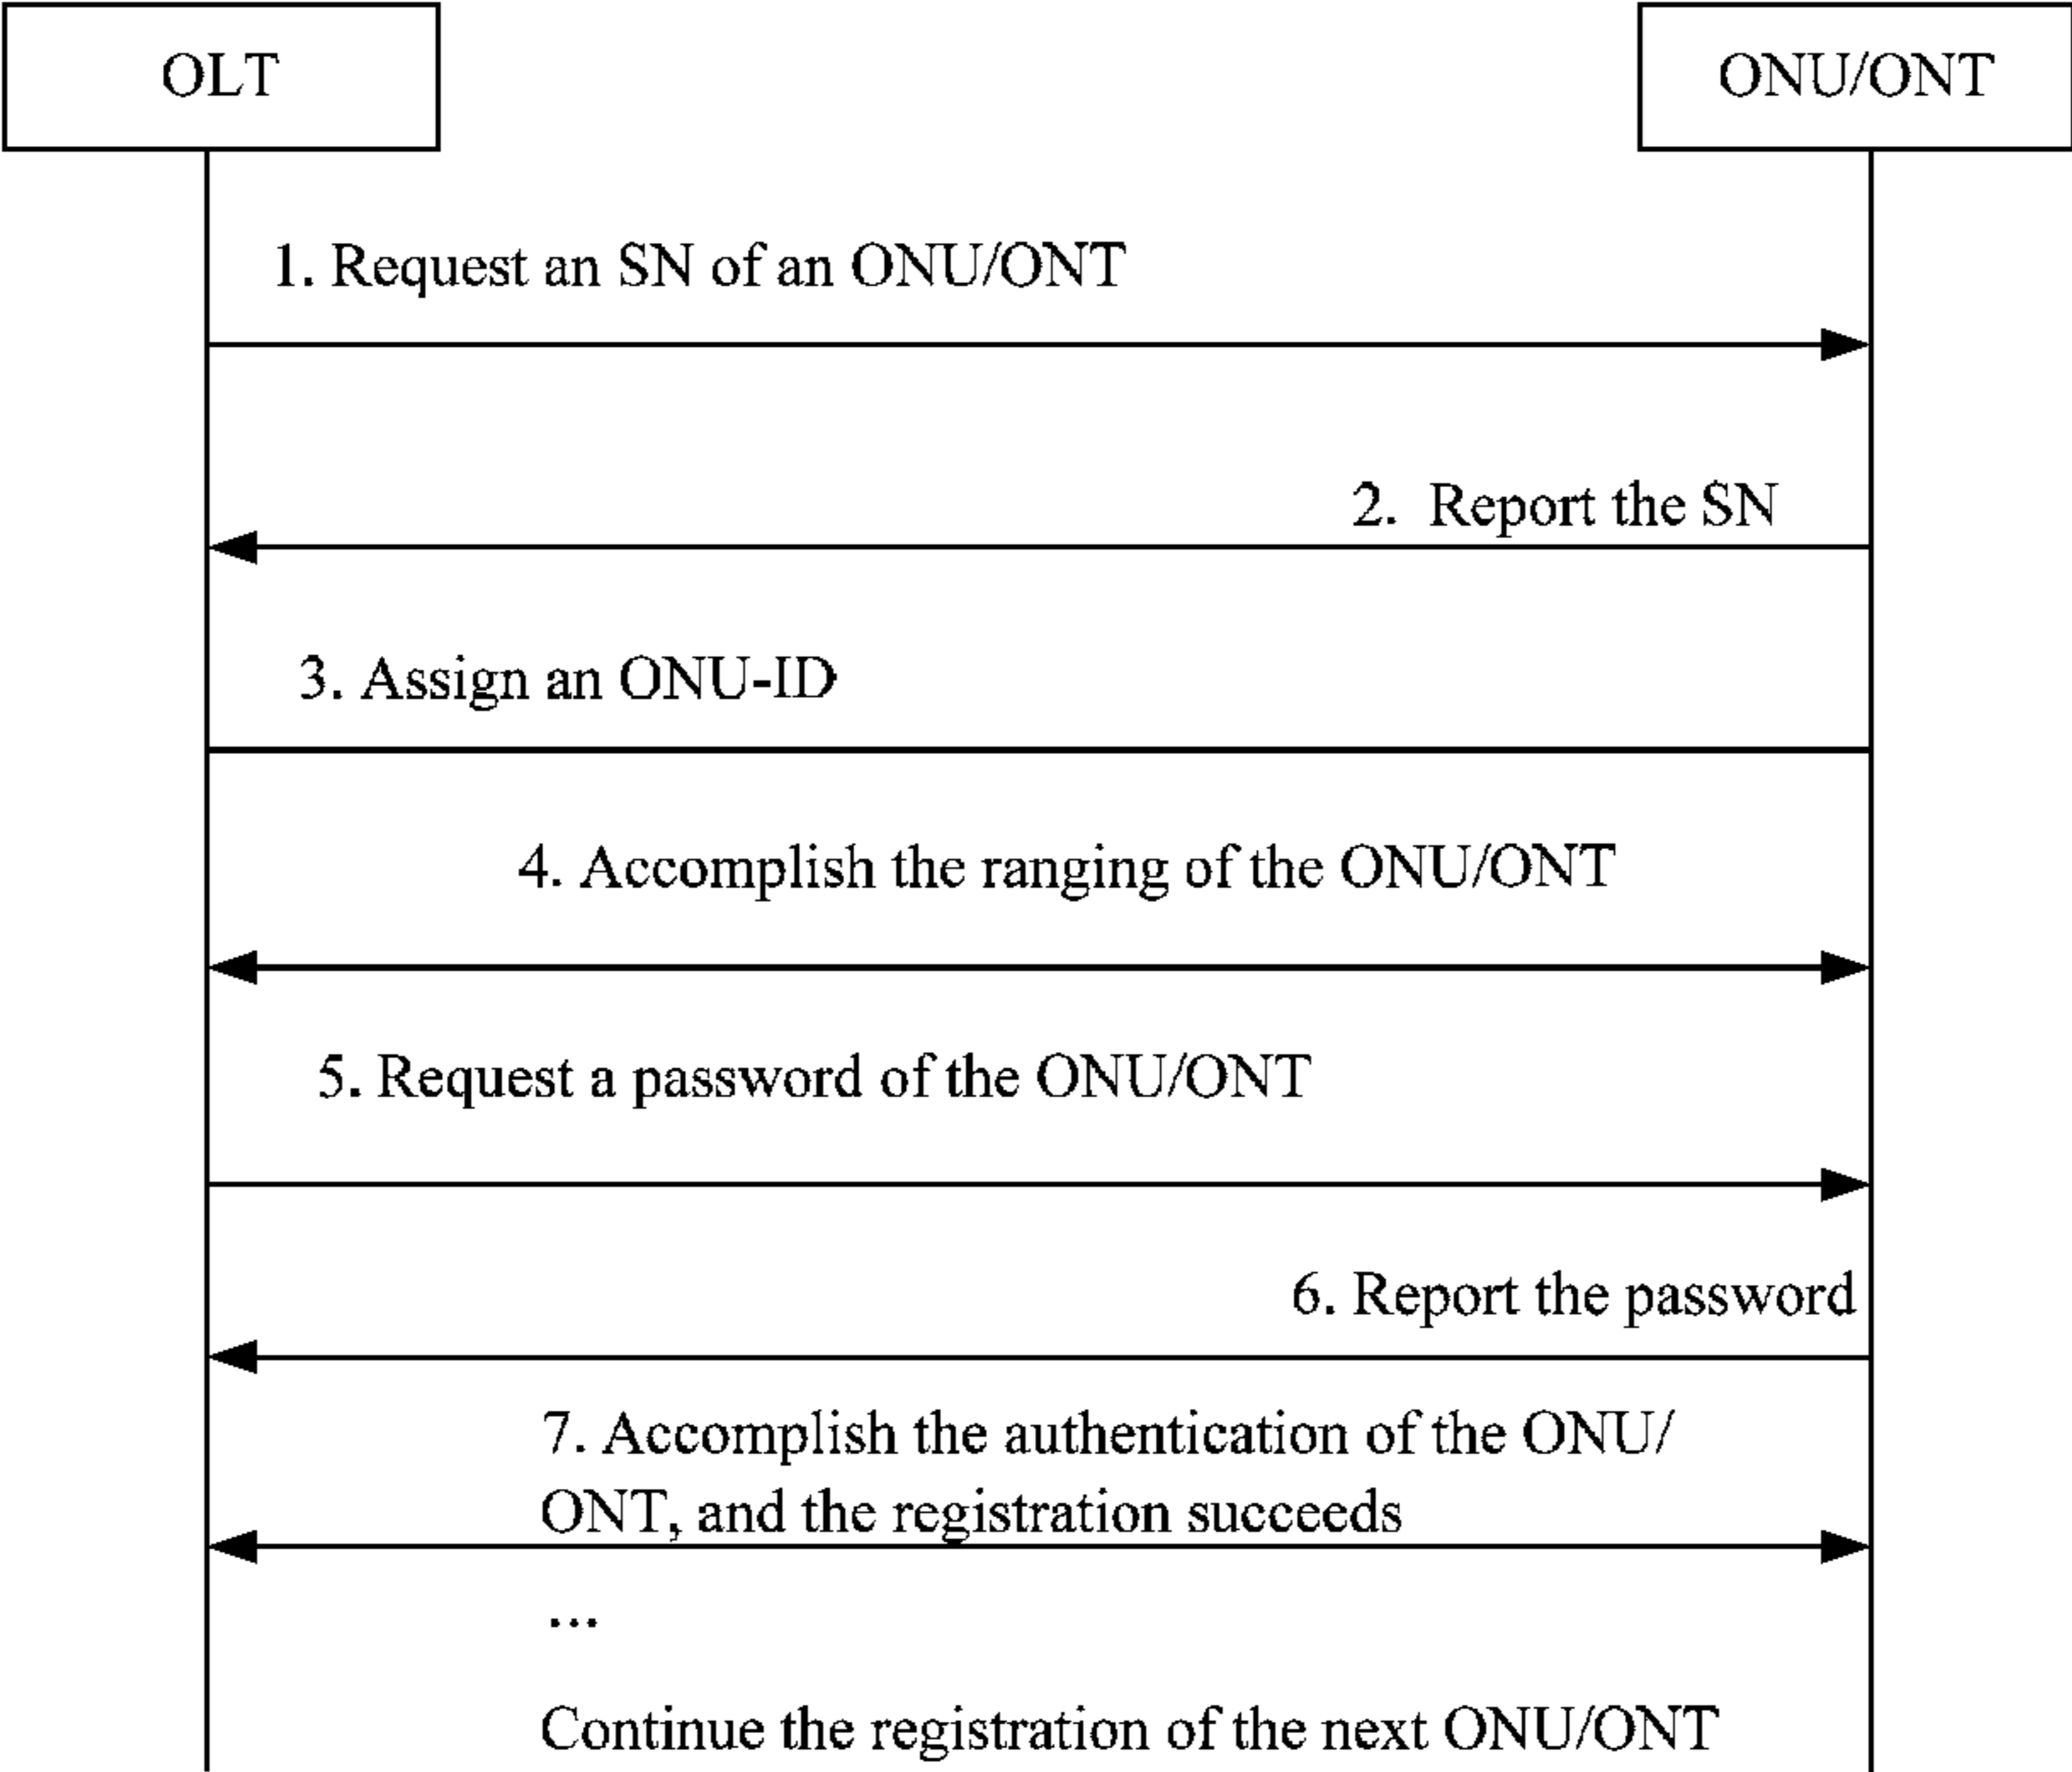 OLT
ONU/ONT
1. Request an SN of an ONU/ONT
2. Report the SN
3. Assign an ONU-ID
4. Accomplish the ranging of the ONU/ONT
5. Request a password of the ONU/ONT
6. Report the password
7. Accomplish the authentication of the ONU/
ONT, and the registration succeeds
...
Continue the registration of the next ONU/ONT